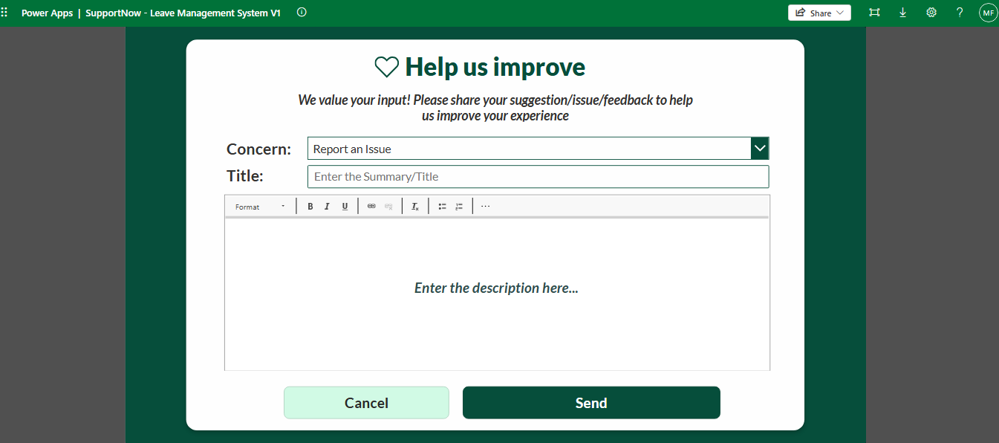 Power Apps | SupportNow - Leave Management System V1
Share
?
MF
Help us improve
We value your input! Please share your suggestion/issue/feedback to help
us improve your experience
Concern: Report an Issue
Title: Enter the Summary/Title
Format B I U Tx ...
Enter the description here...
Cancel Send